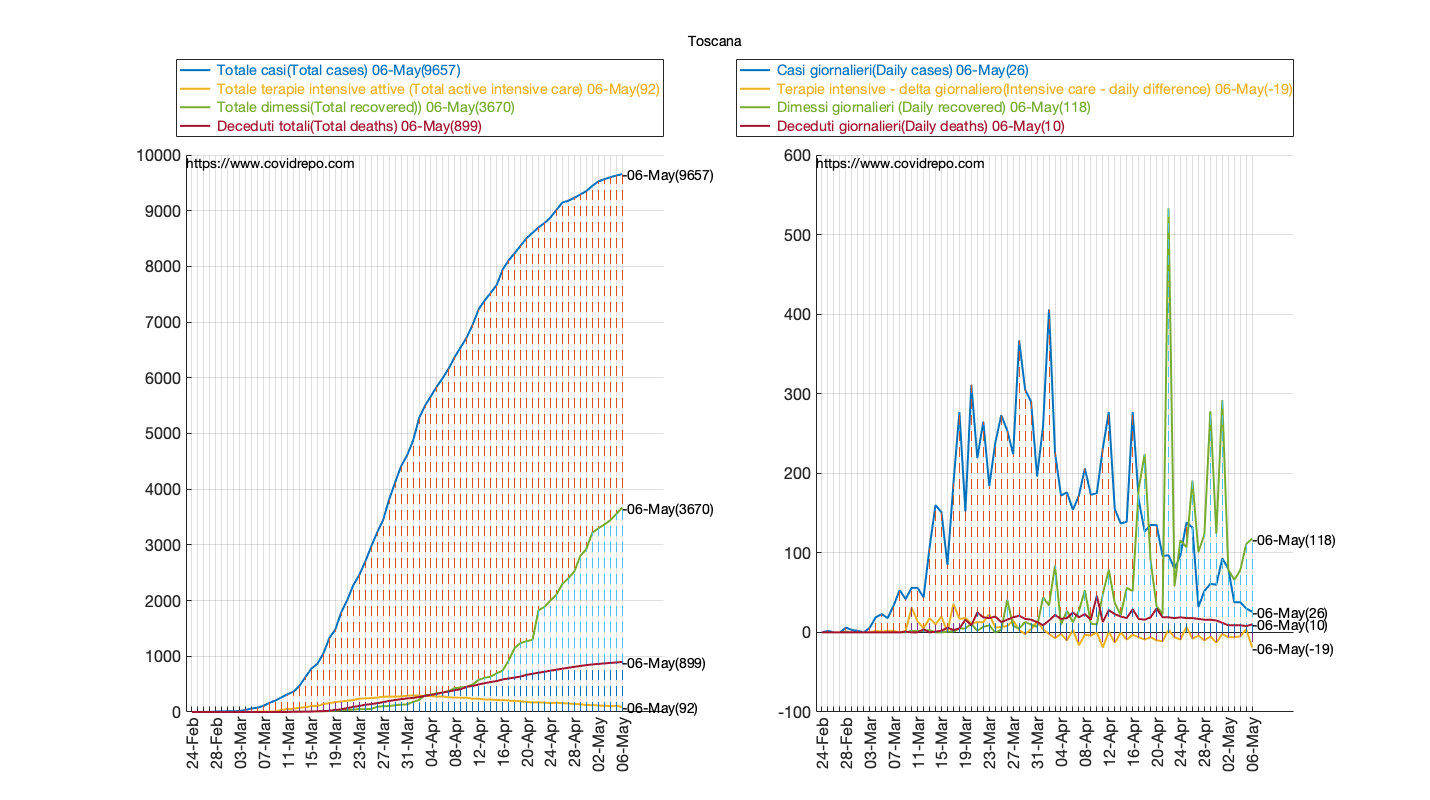 Toscana
Totale casi(Total cases) 06-May(9657)
Totale terapie intensive attive (Total active intensive care) 06-May(92)
Totale dimessi(Total recovered)) 06-May(3670)
Deceduti totali(Total deaths) 06-May(899)
10000
9000
8000
7000
6000
5000
4000
3000
2000
1000
0
https://www.covidrepo.com
-06-May(9657)
-06-May(3670)
-06-May(899)
-06-May(92)
24-Feb
28-Feb
03-Mar
07-Mar
11-Mar
15-Mar
19-Mar
23-Mar
27-Mar
31-Mar
04-Apr
08-Apr
12-Apr
16-Apr
20-Apr
24-Apr
28-Apr
02-May
06-May
Casi giornalieri(Daily cases) 06-May(26)
Terapie intensive - delta giornaliero(Intensive care - daily difference) 06-May(-19)
Dimessi giornalieri (Daily recovered) 06-May(118)
Deceduti giornalieri(Daily deaths) 06-May(10)
600
500
400
300
200
100
0
-100
https://www.covidrepo.com
-06-May(118)
-06-May(26)
-06-May(10)
-06-May(-19)
24-Feb
28-Feb
03-Mar
07-Mar
11-Mar
15-Mar
19-Mar
23-Mar
27-Mar
31-Mar
04-Apr
08-Apr
12-Apr
16-Apr
20-Apr
24-Apr
28-Apr
02-May
06-May